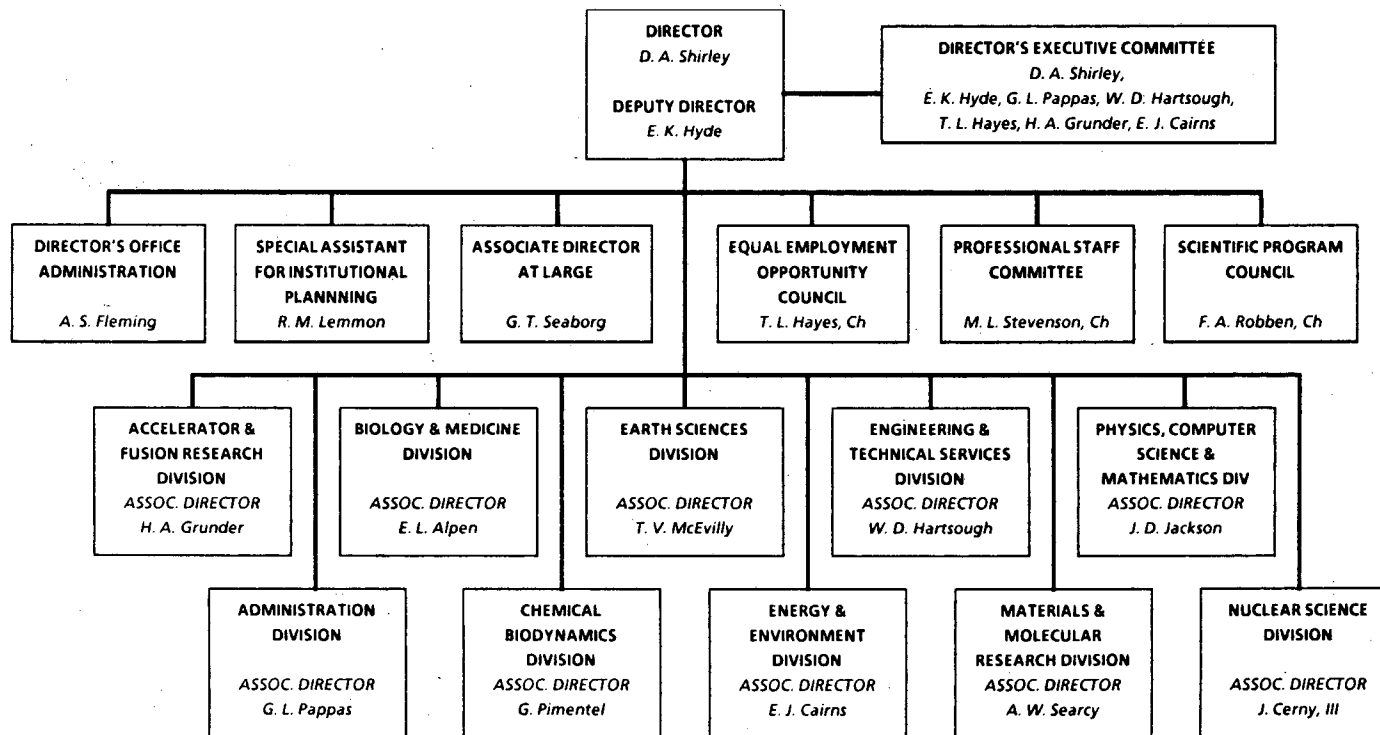 DIRECTOR
D. A. Shirley
DEPUTY DIRECTOR
E. K. Hyde
DIRECTOR'S EXECUTIVE COMMITTEE
D. A. Shirley,
E. K. Hyde, G. L. Pappas, W. D. Hartsough,
T. L. Hayes, H. A. Grunder, E. J. Cairns
DIRECTOR'S OFFICE
ADMINISTRATION
A. S. Fleming
SPECIAL ASSISTANT
FOR INSTITUTIONAL
PLANNNING
R. M. Lemmon
ASSOCIATE DIRECTOR
AT LARGE
G. T. Seaborg
EQUAL EMPLOYMENT
OPPORTUNITY
COUNCIL
T. L. Hayes, Ch
PROFESSIONAL STAFF
COMMITTEE
M. L. Stevenson, Ch
SCIENTIFIC PROGRAM
COUNCIL
F. A. Robben, Ch
ACCELERATOR &
FUSION RESEARCH
DIVISION
ASSOC. DIRECTOR
H. A. Grunder
BIOLOGY & MEDICINE
DIVISION
ASSOC. DIRECTOR
E. L. Alpen
EARTH SCIENCES
DIVISION
ASSOC. DIRECTOR
T. V. McEvilly
ENGINEERING &
TECHNICAL SERVICES
DIVISION
ASSOC. DIRECTOR
W. D. Hartsough
PHYSICS, COMPUTER
SCIENCE &
MATHEMATICS DIV
ASSOC. DIRECTOR
J. D. Jackson
ADMINISTRATION
DIVISION
ASSOC. DIRECTOR
G. L. Pappas
CHEMICAL
BIODYNAMICS
DIVISION
ASSOC. DIRECTOR
G. Pimentel
ENERGY &
ENVIRONMENT
DIVISION
ASSOC. DIRECTOR
E. J. Cairns
MATERIALS &
MOLECULAR
RESEARCH DIVISION
ASSOC. DIRECTOR
A. W. Searcy
NUCLEAR SCIENCE
DIVISION
ASSOC. DIRECTOR
J. Cerny, III